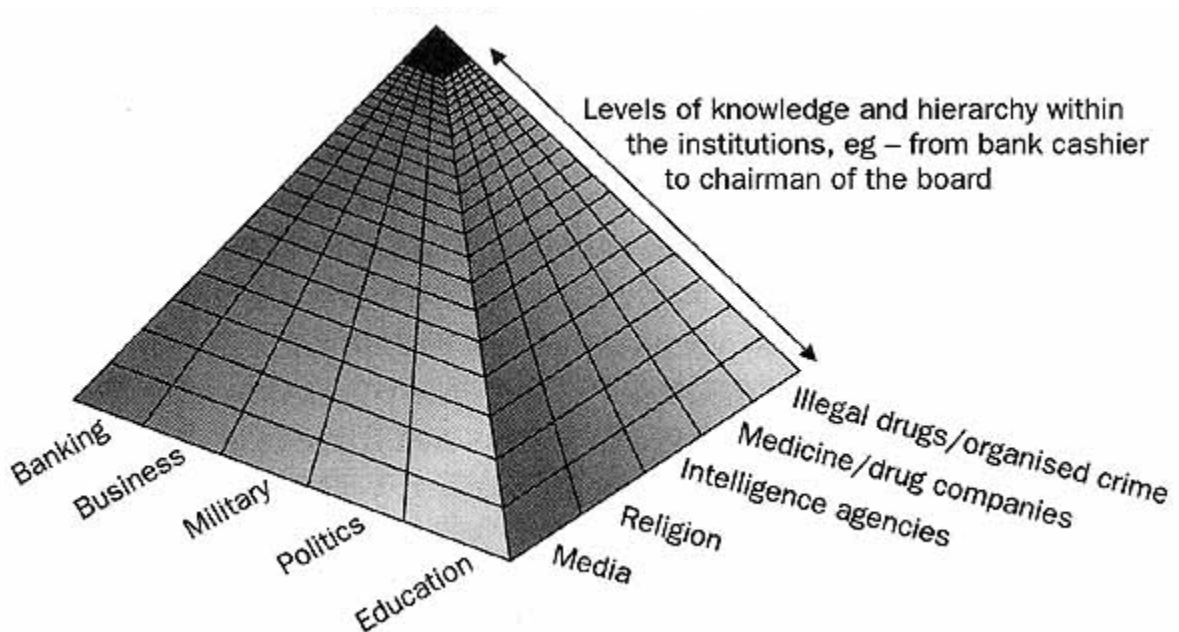 Levels of knowledge and hierarchy within
the institutions, eg – from bank cashier
to chairman of the board
Banking
Business
Military
Politics
Education
Media
Religion
Intelligence agencies
Medicine/drug companies
Illegal drugs/organised crime